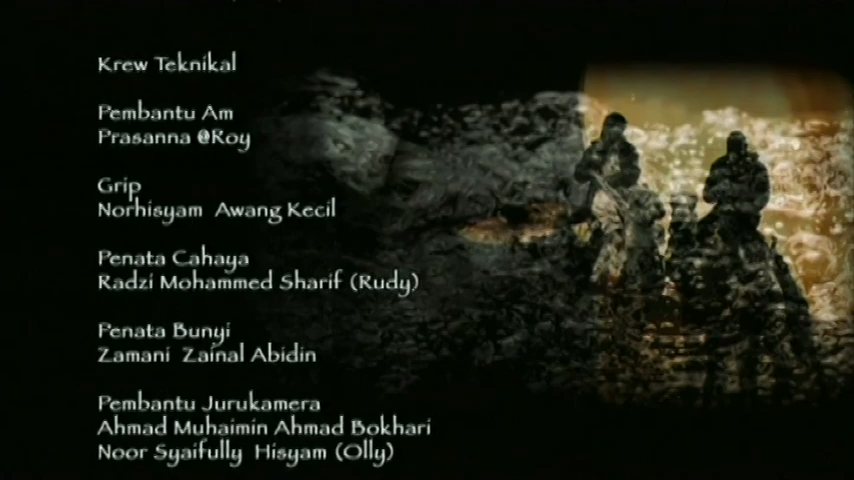 Krew Teknikal
Pembantu Am
Prasanna @Roy
Grip
Norhisyam Awang Kecil
Penata Cahaya
Radzi Mohammed Sharif (Rudy)
Penata Bunyi
Zamani Zainal Abidin
Pembantu Jurukamera
Ahmad Muhaimin Ahmad Bokhari
Noor Syaifully Hisyam (Olly)